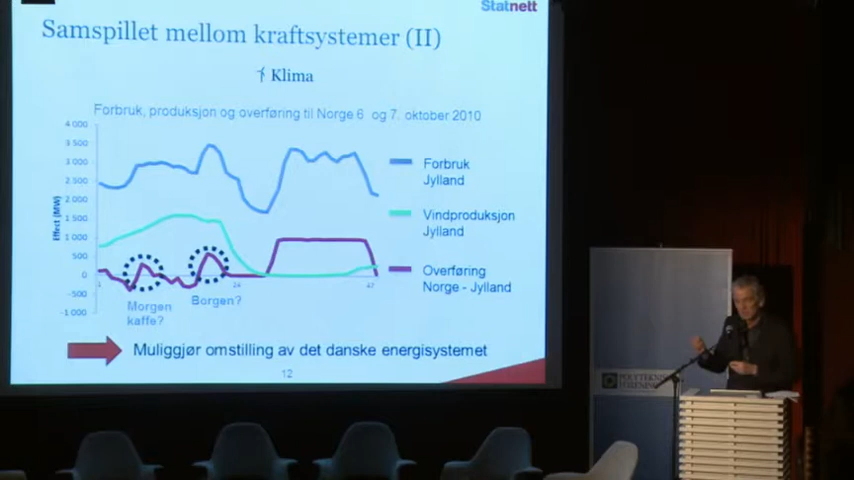 Statnett
Samspillet mellom kraftsystemer (II)
Klima
Forbruk, produksjon og overføring til Norge 6 og 7. oktober 2010
4 000
3 500
3 000
2 500
2 000
1 500
1 000
500
0
-500
-1 000
Effekt (MW)
Forbruk
Jylland
Vindproduksjon
Jylland
Overføring
Norge - Jylland
Morgen
kaffe?
Borgen?
Muliggjør omstilling av det danske energisystemet
12